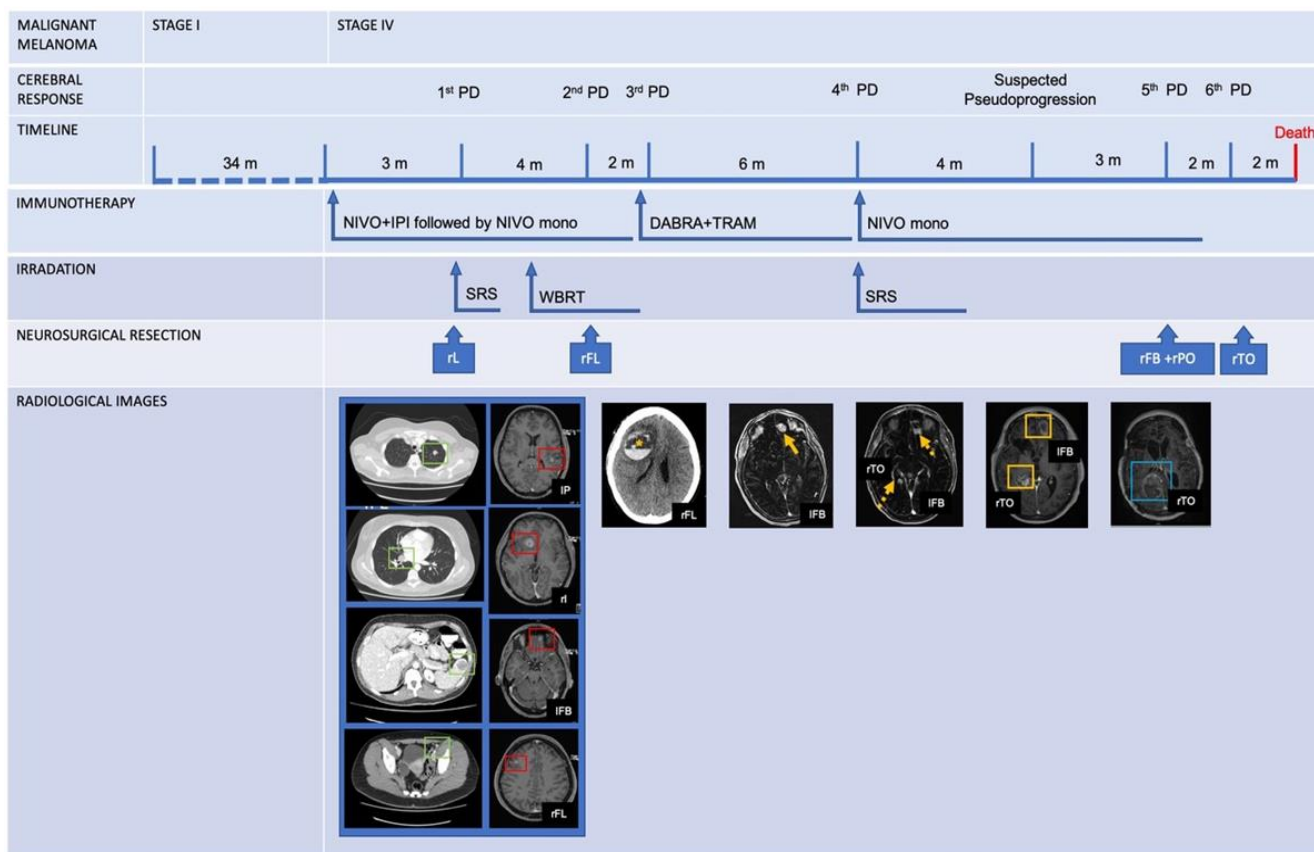 MALIGNANT
MELANOMA
STAGE I
STAGE IV
CEREBRAL
RESPONSE
1st PD
2nd PD
3rd PD
4th PD
Suspected
Pseudoprogression
5th PD
6th PD
TIMELINE
34 m
3 m
4 m
2 m
6 m
4 m
3 m
2 m
2 m
Death
IMMUNOTHERAPY
NIVO+IPI followed by NIVO mono
DABRA+TRAM
NIVO mono
IRRADATION
SRS
WBRT
SRS
NEUROSURGICAL RESECTION
rL
rFL
rFB +rPO
rTO
RADIOLOGICAL IMAGES
lP
rI
lFB
rFL
rFL
lFB
rTO
lFB
lFB
rTO
rTO